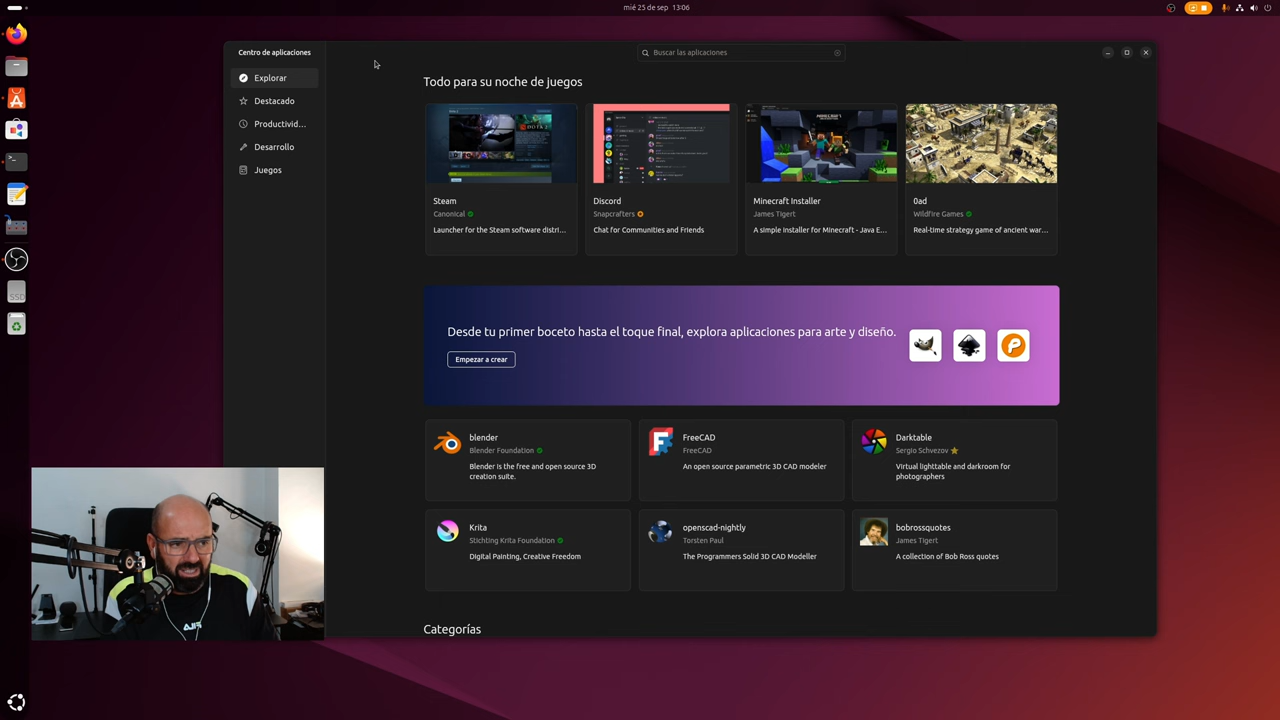 mié 25 de sep 13:06
Centro de aplicaciones
Buscar las aplicaciones
Explorar
Destacado
Productivid...
Desarrollo
Juegos
Todo para su noche de juegos
Steam
Canonical
Launcher for the Steam software distri...
Discord
Snapcrafters
Chat for Communities and Friends
Minecraft Installer
James Tigert
A simple Installer for Minecraft - Java E...
0ad
Wildfire Games
Real-time strategy game of ancient war...
Desde tu primer boceto hasta el toque final, explora aplicaciones para arte y diseño.
Empezar a crear
blender
Blender Foundation
Blender is the free and open source 3D
creation suite.
FreeCAD
FreeCAD
An open source parametric 3D CAD modeler
Darktable
Sergio Schvezov
Virtual lighttable and darkroom for
photographers
Krita
Stichting Krita Foundation
Digital Painting, Creative Freedom
openscad-nightly
Torsten Paul
The Programmers Solid 3D CAD Modeller
bobrossquotes
James Tigert
A collection of Bob Ross quotes
Categorías
SSD
FILA